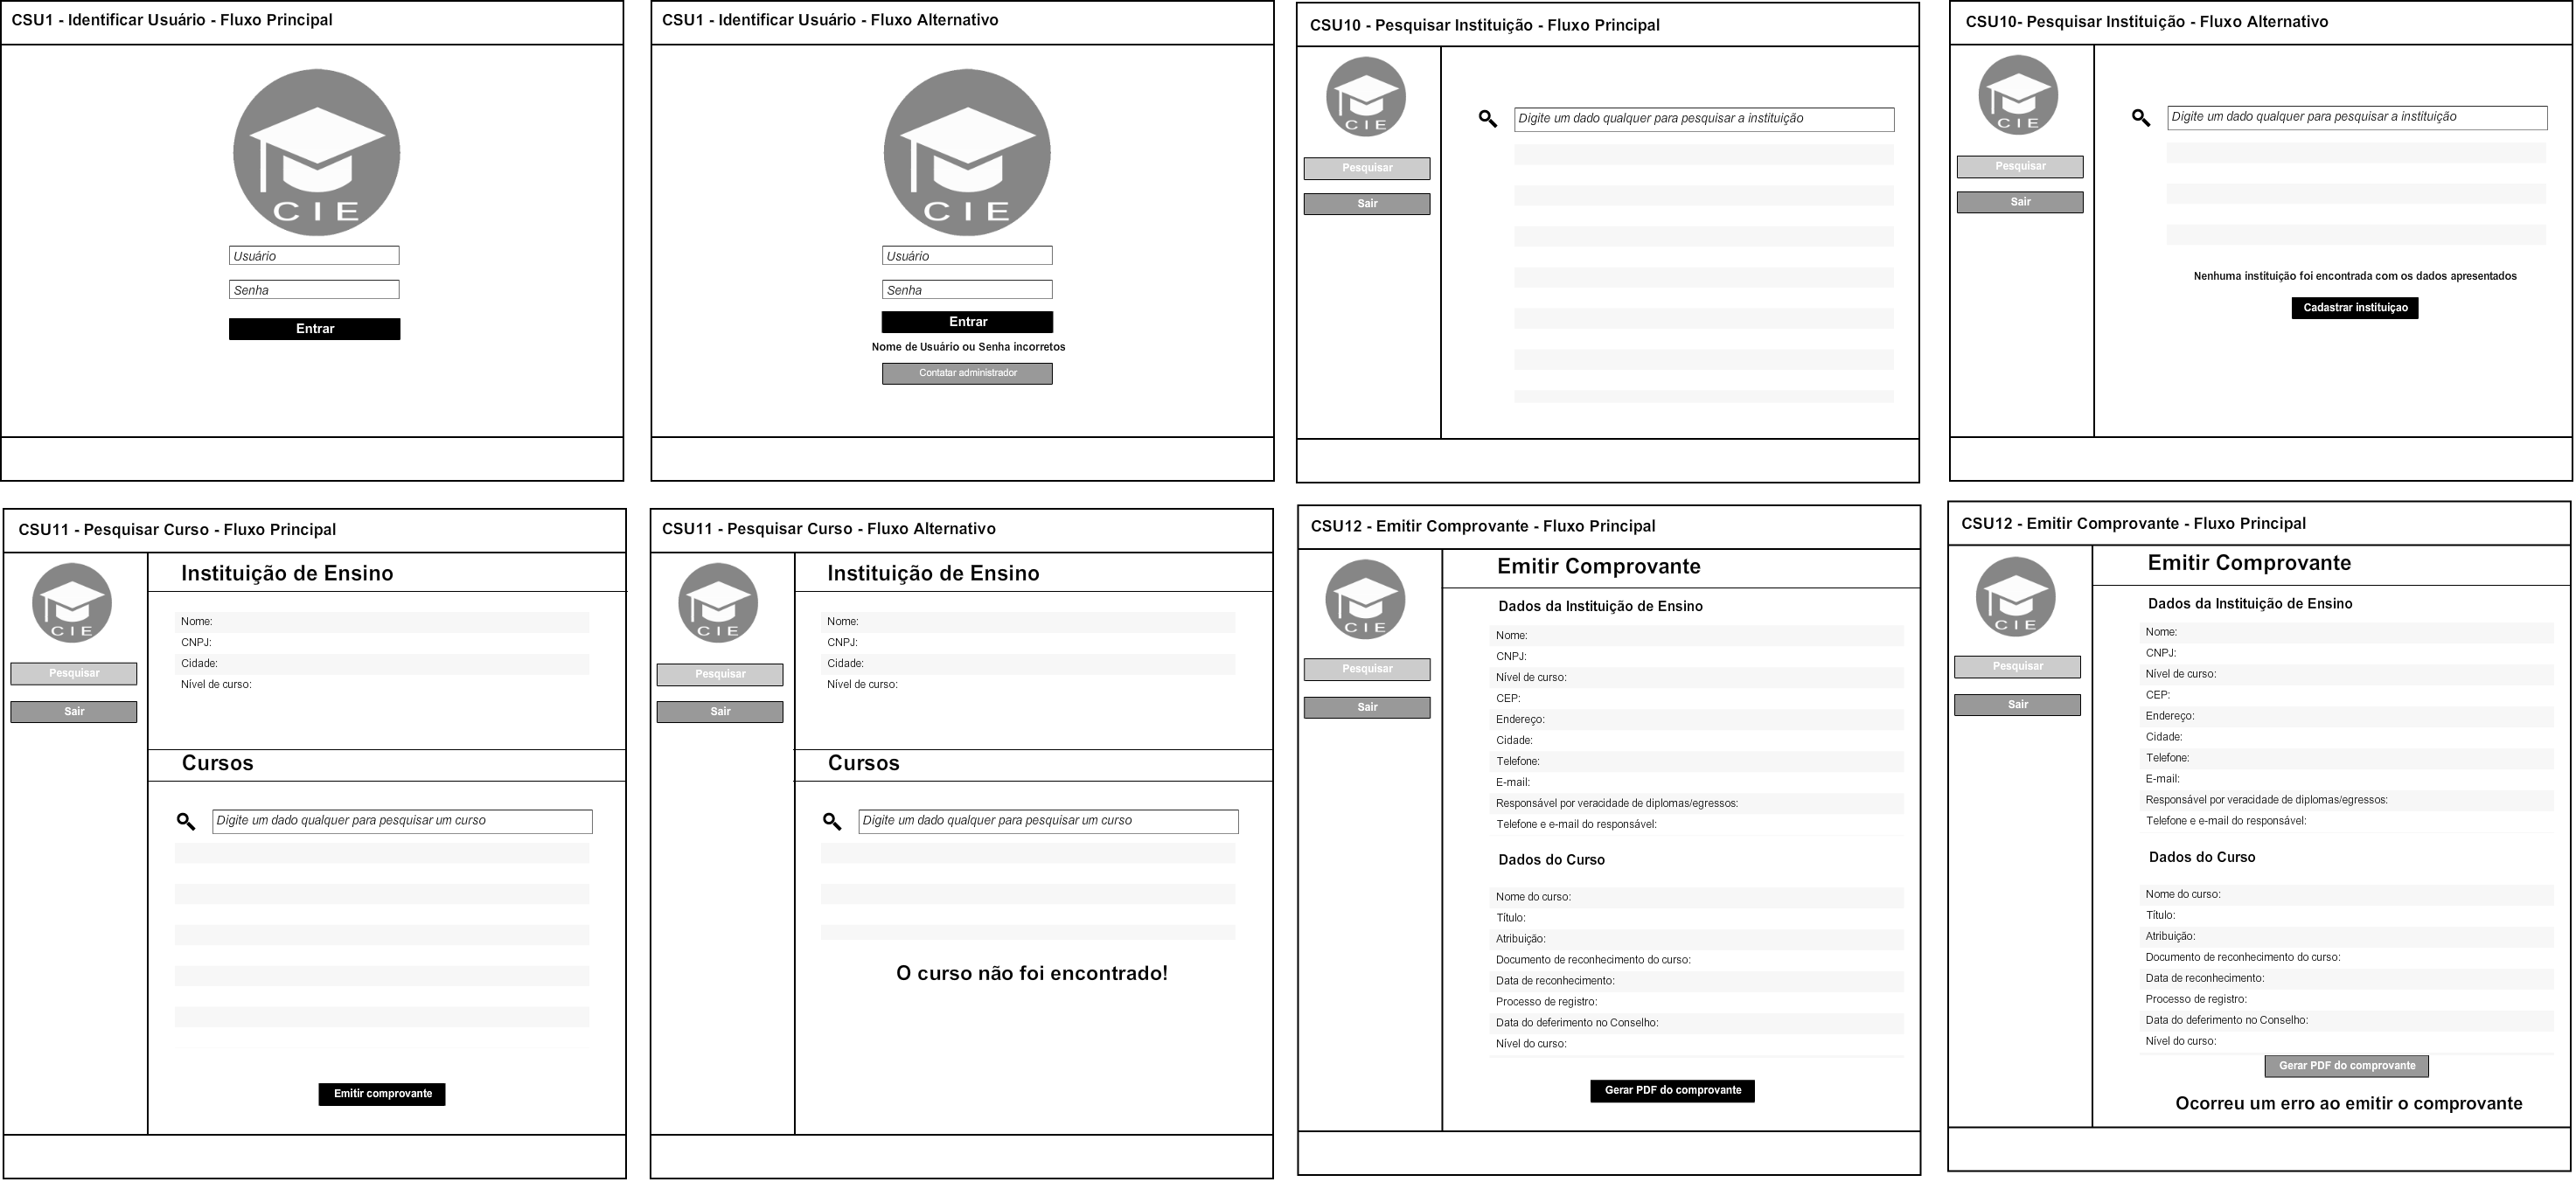 CSU1 - Identificar Usuário - Fluxo Principal
CIE
Usuário
Senha
Entrar
CSU1 - Identificar Usuário - Fluxo Alternativo
CIE
Usuário
Senha
Entrar
Nome de Usuário ou Senha incorretos
Contatar administrador
CSU10 - Pesquisar Instituição - Fluxo Principal
CIE
Pesquisar
Sair
Digite um dado qualquer para pesquisar a instituição
CSU10- Pesquisar Instituição - Fluxo Alternativo
CIE
Pesquisar
Sair
Digite um dado qualquer para pesquisar a instituição
Nenhuma instituição foi encontrada com os dados apresentados
Cadastrar instituiçao
CSU11 - Pesquisar Curso - Fluxo Principal
CIE
Pesquisar
Sair
Instituição de Ensino
Nome:
CNPJ:
Cidade:
Nível de curso:
Cursos
Digite um dado qualquer para pesquisar um curso
Emitir comprovante
CSU11 - Pesquisar Curso - Fluxo Alternativo
CIE
Pesquisar
Sair
Instituição de Ensino
Nome:
CNPJ:
Cidade:
Nível de curso:
Cursos
Digite um dado qualquer para pesquisar um curso
O curso não foi encontrado!
CSU12 - Emitir Comprovante - Fluxo Principal
CIE
Pesquisar
Sair
Emitir Comprovante
Dados da Instituição de Ensino
Nome:
CNPJ:
Nível de curso:
CEP:
Endereço:
Cidade:
Telefone:
E-mail:
Responsável por veracidade de diplomas/egressos:
Telefone e e-mail do responsável:
Dados do Curso
Nome do curso:
Título:
Atribuição:
Documento de reconhecimento do curso:
Data de reconhecimento:
Processo de registro:
Data do deferimento no Conselho:
Nível do curso:
Gerar PDF do comprovante
CSU12 - Emitir Comprovante - Fluxo Principal
CIE
Pesquisar
Sair
Emitir Comprovante
Dados da Instituição de Ensino
Nome:
CNPJ:
Nível de curso:
CEP:
Endereço:
Cidade:
Telefone:
E-mail:
Responsável por veracidade de diplomas/egressos:
Telefone e e-mail do responsável:
Dados do Curso
Nome do curso:
Título:
Atribuição:
Documento de reconhecimento do curso:
Data de reconhecimento:
Processo de registro:
Data do deferimento no Conselho:
Nível do curso:
Gerar PDF do comprovante
Ocorreu um erro ao emitir o comprovante